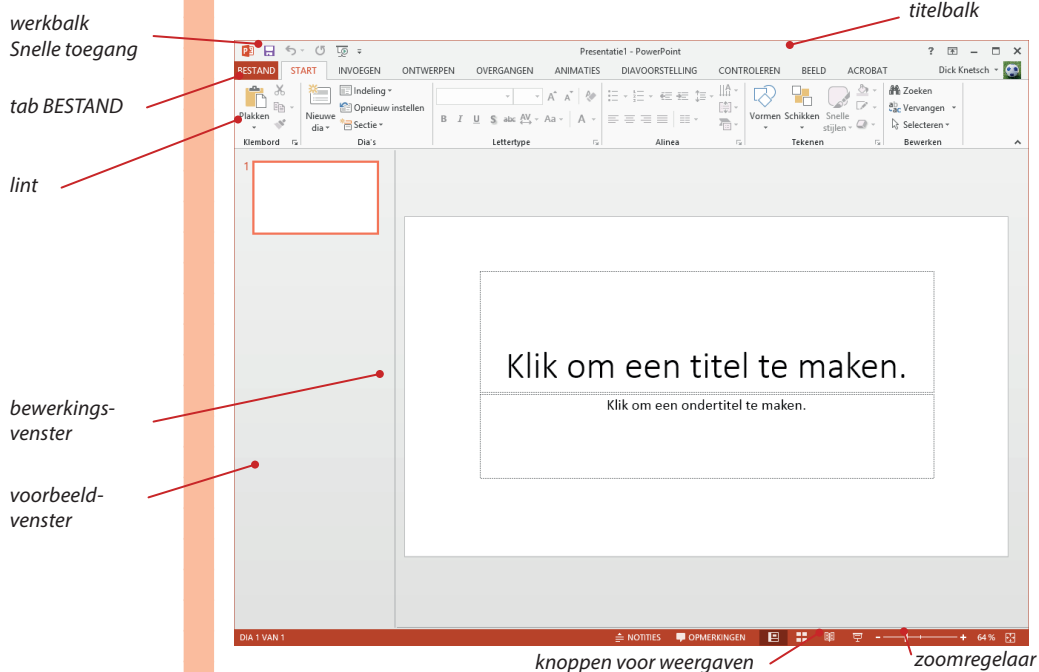 titelbalk
werkbalk
Snelle toegang
Presentatie1 - PowerPoint
?
BESTAND START INVOEGEN ONTWERPEN OVERGANGEN ANIMATIES DIAVOORSTELLING CONTROLEREN BEELD ACROBAT Dick Knetsch
tab BESTAND
Plakken
Nieuwe
dia
Indeling
Opnieuw instellen
Sectie
B I U S abc AV Aa A
A A
Vormen Schikken Snelle
stijlen
Zoeken
Vervangen
Selecteren
Klembord Dia's Lettertype Alinea Tekenen Bewerken
lint
1
Klik om een titel te maken.
Klik om een ondertitel te maken.
bewerkings-
venster
voorbeeld-
venster
DIA 1 VAN 1 NOTITIES OPMERKINGEN - + 64 %
knoppen voor weergaven
zoomregelaar